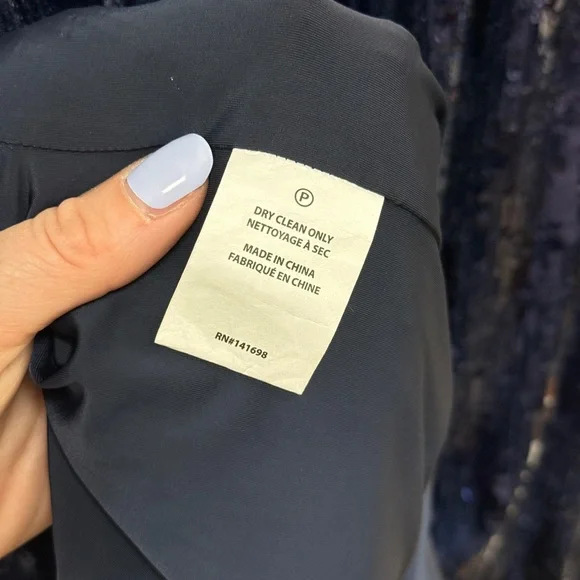 P
DRY CLEAN ONLY
NETTOYAGE À SEC
MADE IN CHINA
FABRIQUÉ EN CHINE
RN#141698